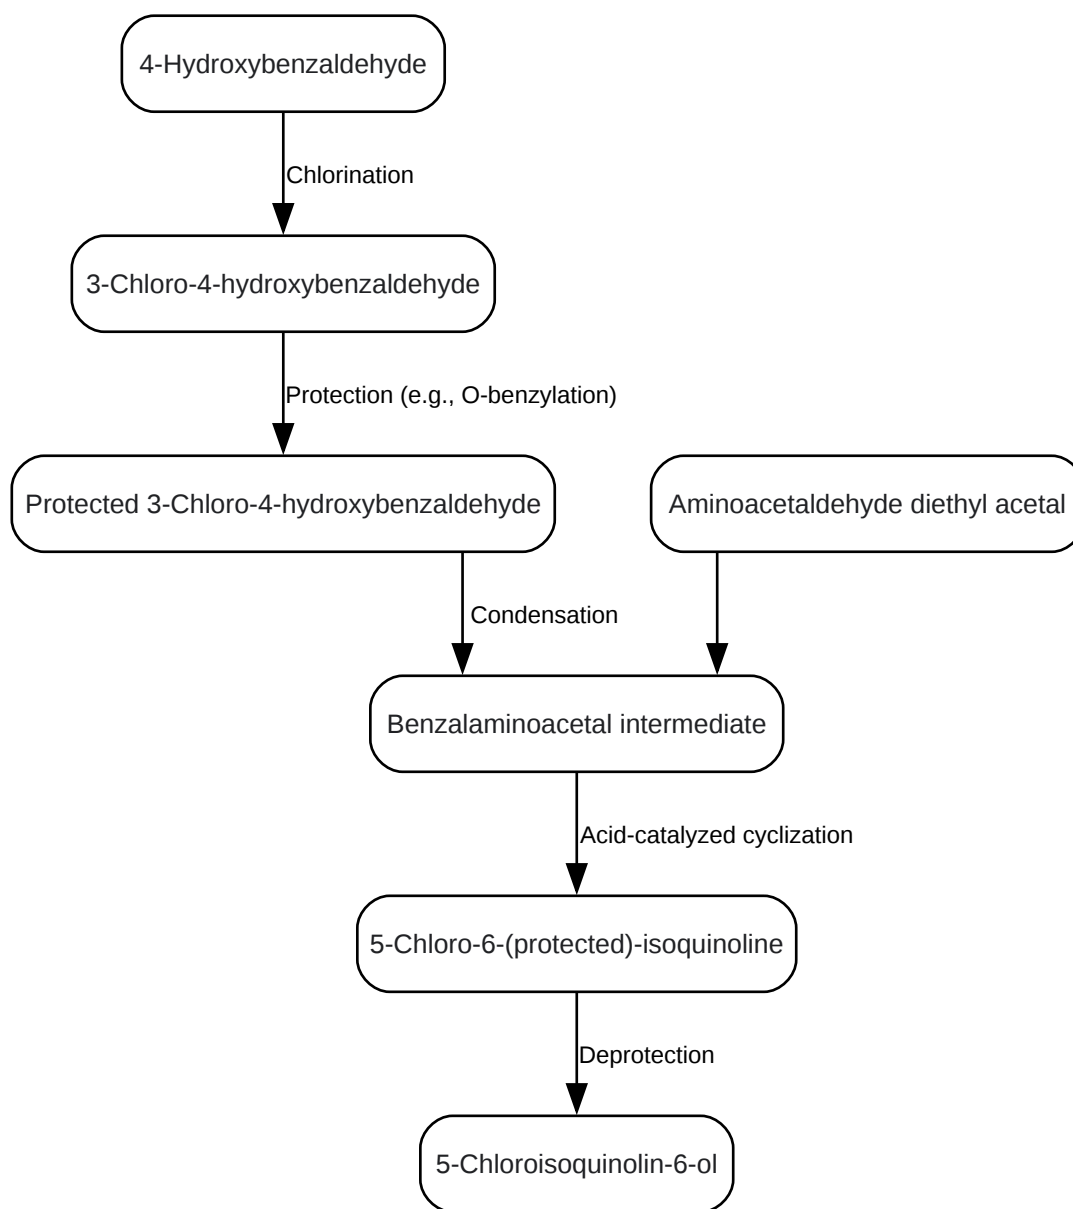 4-Hydroxybenzaldehyde
Chlorination
3-Chloro-4-hydroxybenzaldehyde
Protection (e.g., O-benzylation)
Protected 3-Chloro-4-hydroxybenzaldehyde
Aminoacetaldehyde diethyl acetal
Condensation
Benzalaminoacetal intermediate
Acid-catalyzed cyclization
5-Chloro-6-(protected)-isoquinoline
Deprotection
5-Chloroisoquinolin-6-ol